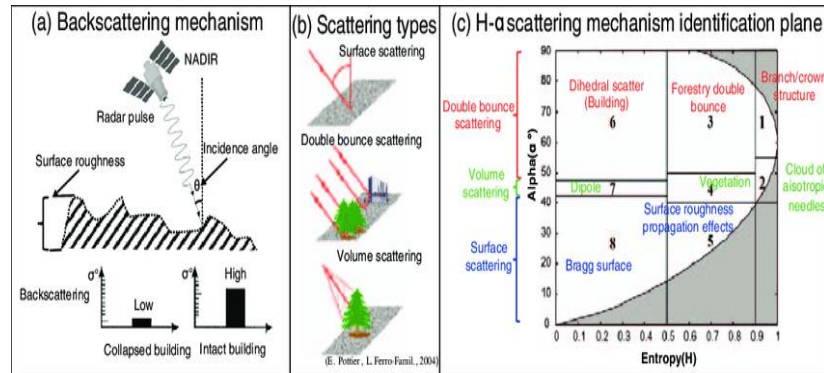 (a) Backscattering mechanism
NADIR
Radar pulse
Incidence angle
θ
Surface roughness
σ°
High
σ°
Backscattering
Low
Collapsed building
Intact building
(b) Scattering types
Surface scattering
Double bounce scattering
Volume scattering
(E. Pottier , L. Ferro-Famil., 2004)
(c) H-α scattering mechanism identification plane
Double bounce
scattering
Volume
scattering
Surface
scattering
Alpha(α °)
90
80
70
60
50
40
30
20
10
0
Dihedral scatter
(Building)
6
Forestry double
bounce
3
Branch/crown
structure
1
Dipole
7
Vegetation
4
2
Cloud of
aisotropic
needles
Surface roughness
propagation effects
5
8
Bragg surface
0 0.1 0.2 0.3 0.4 0.5 0.6 0.7 0.8 0.9 1
Entropy(H)